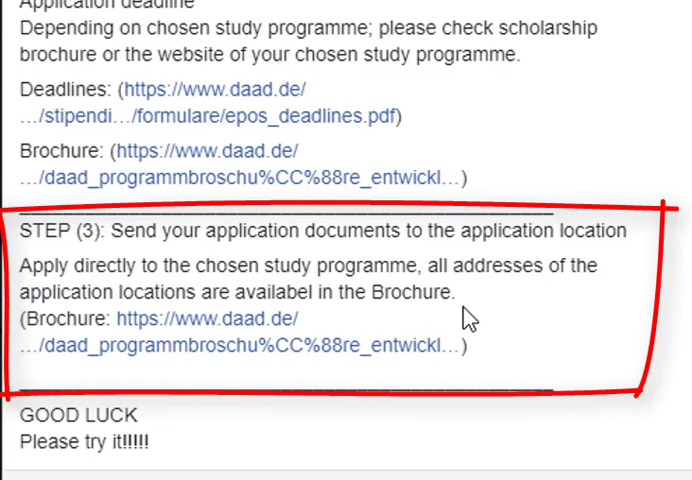 Application deadline
Depending on chosen study programme; please check scholarship
brochure or the website of your chosen study programme.
Deadlines: (https://www.daad.de/
…/stipendi…/formulare/epos_deadlines.pdf)
Brochure: (https://www.daad.de/
…/daad_programmbroschu%CC%88re_entwickl…)
STEP (3): Send your application documents to the application location
Apply directly to the chosen study programme, all addresses of the
application locations are availabel in the Brochure.
(Brochure: https://www.daad.de/
…/daad_programmbroschu%CC%88re_entwickl…)
GOOD LUCK
Please try it!!!!!